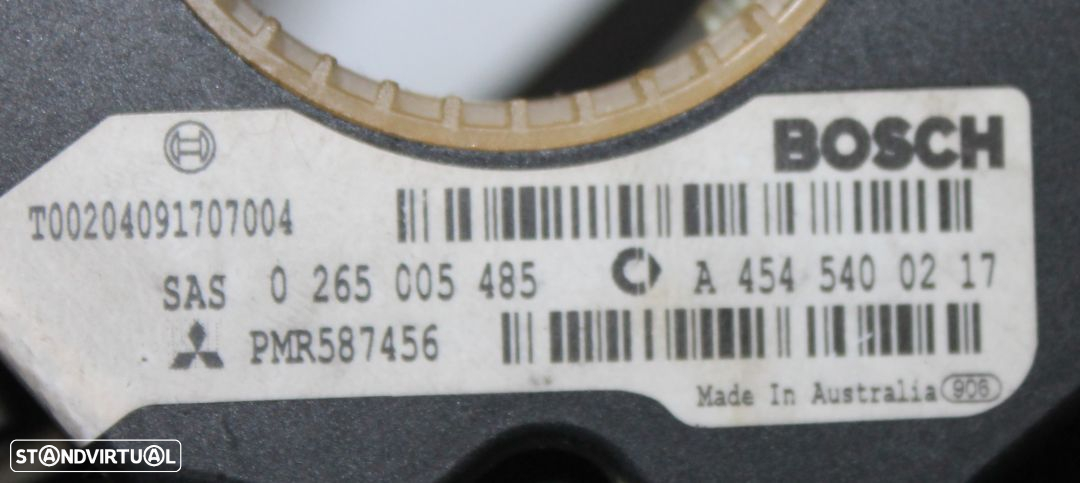 BOSCH
T00204091707004
SAS 0 265 005 485 A 454 540 02 17
PMR587456
Made In Australia 906
STANDVIRTUAL